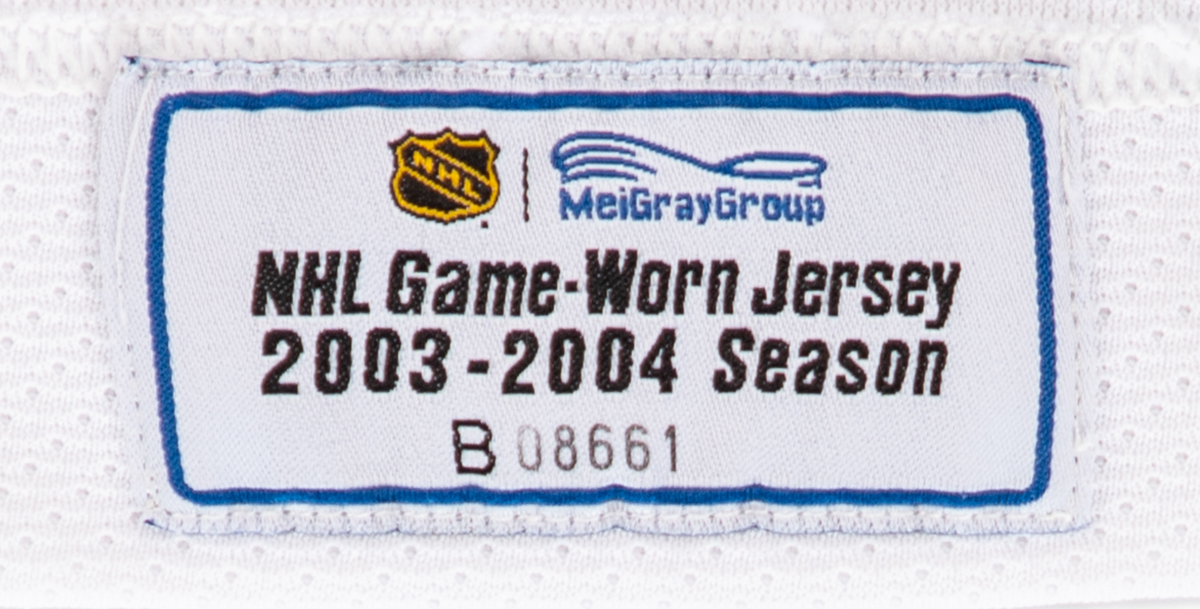 NHL
MeiGrayGroup
NHL Game-Worn Jersey
2003-2004 Season
B 08661